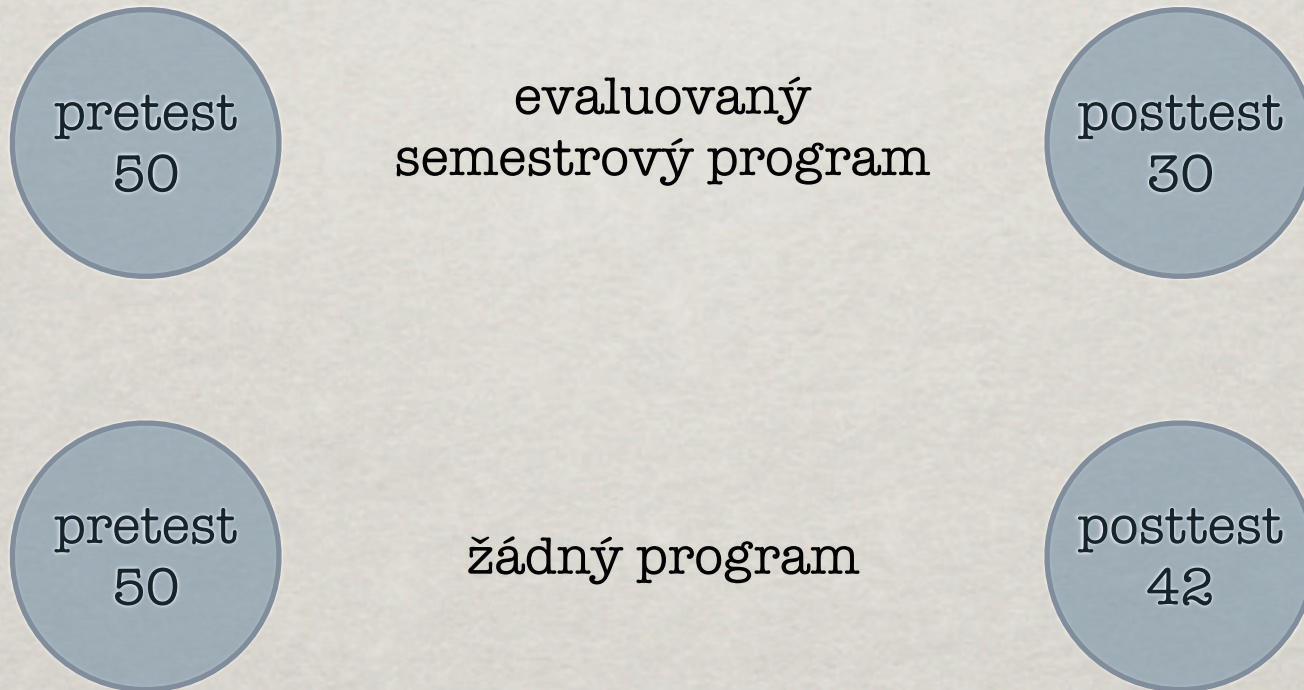 pretest
50
evaluovaný
semestrový program
posttest
30
pretest
50
žádný program
posttest
42